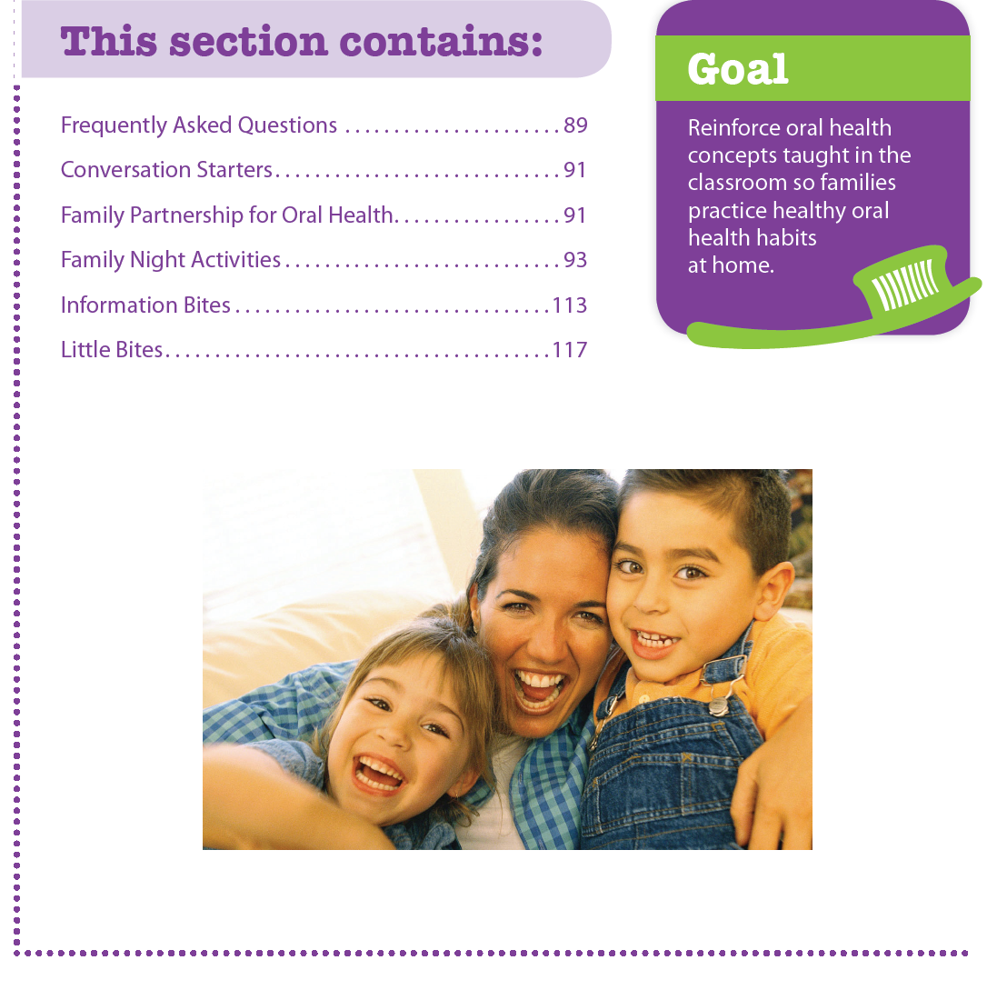 This section contains:
Frequently Asked Questions . . . . . . . . . . . . . . . . . . . . . . 89
Conversation Starters . . . . . . . . . . . . . . . . . . . . . . . . . . . . . 91
Family Partnership for Oral Health. . . . . . . . . . . . . . . . . 91
Family Night Activities . . . . . . . . . . . . . . . . . . . . . . . . . . . . 93
Information Bites . . . . . . . . . . . . . . . . . . . . . . . . . . . . . . . . 113
Little Bites . . . . . . . . . . . . . . . . . . . . . . . . . . . . . . . . . . . . . . . 117
Goal
Reinforce oral health
concepts taught in the
classroom so families
practice healthy oral
health habits
at home.